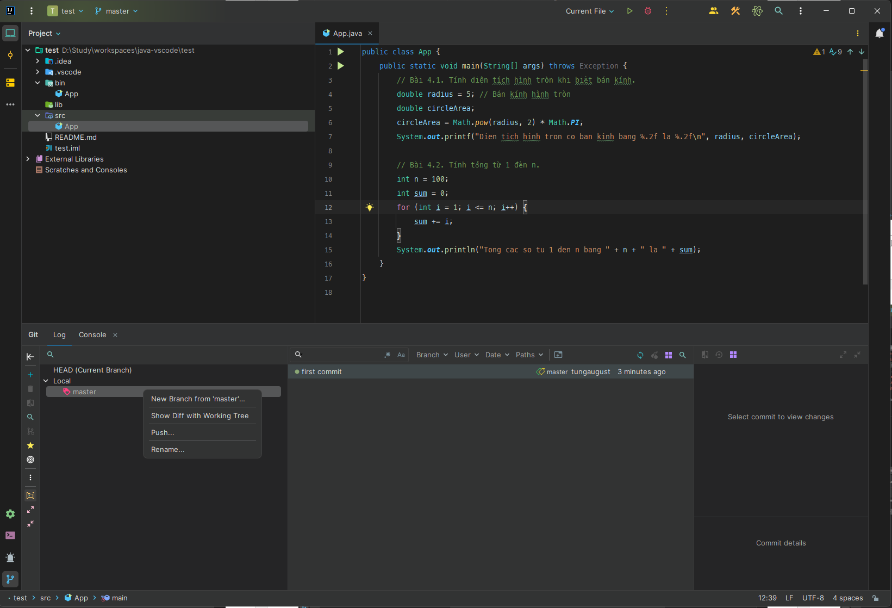 T test master Current File
Project
App.java
test D:\Study\workspaces\java-vscode\test
.idea
.vscode
bin
App
lib
src
App
README.md
test.iml
External Libraries
Scratches and Consoles
1 public class App {
2 public static void main(String[] args) throws Exception {
3 // Bài 4.1. Tính diện tích hình tròn khi biết bán kính.
4 double radius = 5; // Bán kính hình tròn
5 double circleArea;
6 circleArea = Math.pow(radius, 2) * Math.PI;
7 System.out.printf("Dien tich hinh tron co ban kinh bang %.2f la %.2f\n", radius, circleArea);
8
9 // Bài 4.2. Tính tổng từ 1 đến n.
10 int n = 100;
11 int sum = 0;
12 for (int i = 1; i <= n; i++) {
13 sum += i;
14 }
15 System.out.println("Tong cac so tu 1 den n bang " + n + " la " + sum);
16 }
17 }
18
1 9
Git Log Console
Aa Branch User Date Paths
HEAD (Current Branch)
Local
master
New Branch from 'master'...
Show Diff with Working Tree
Push...
Rename...
first commit master tungaugust 3 minutes ago
Select commit to view changes
Commit details
test > src > App > main 12:39 LF UTF-8 4 spaces